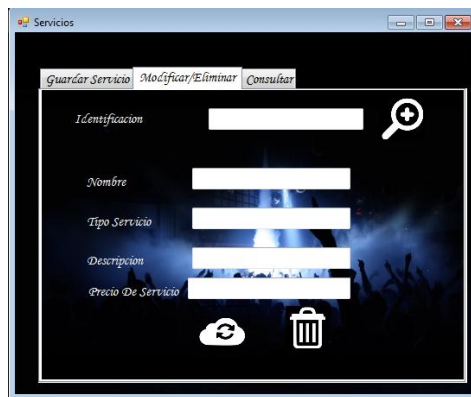 Servicios
Guardar Servicio Modificar/Eliminar Consultar
Identificacion
Nombre
Tipo Servicio
Descripcion
Precio De Servicio